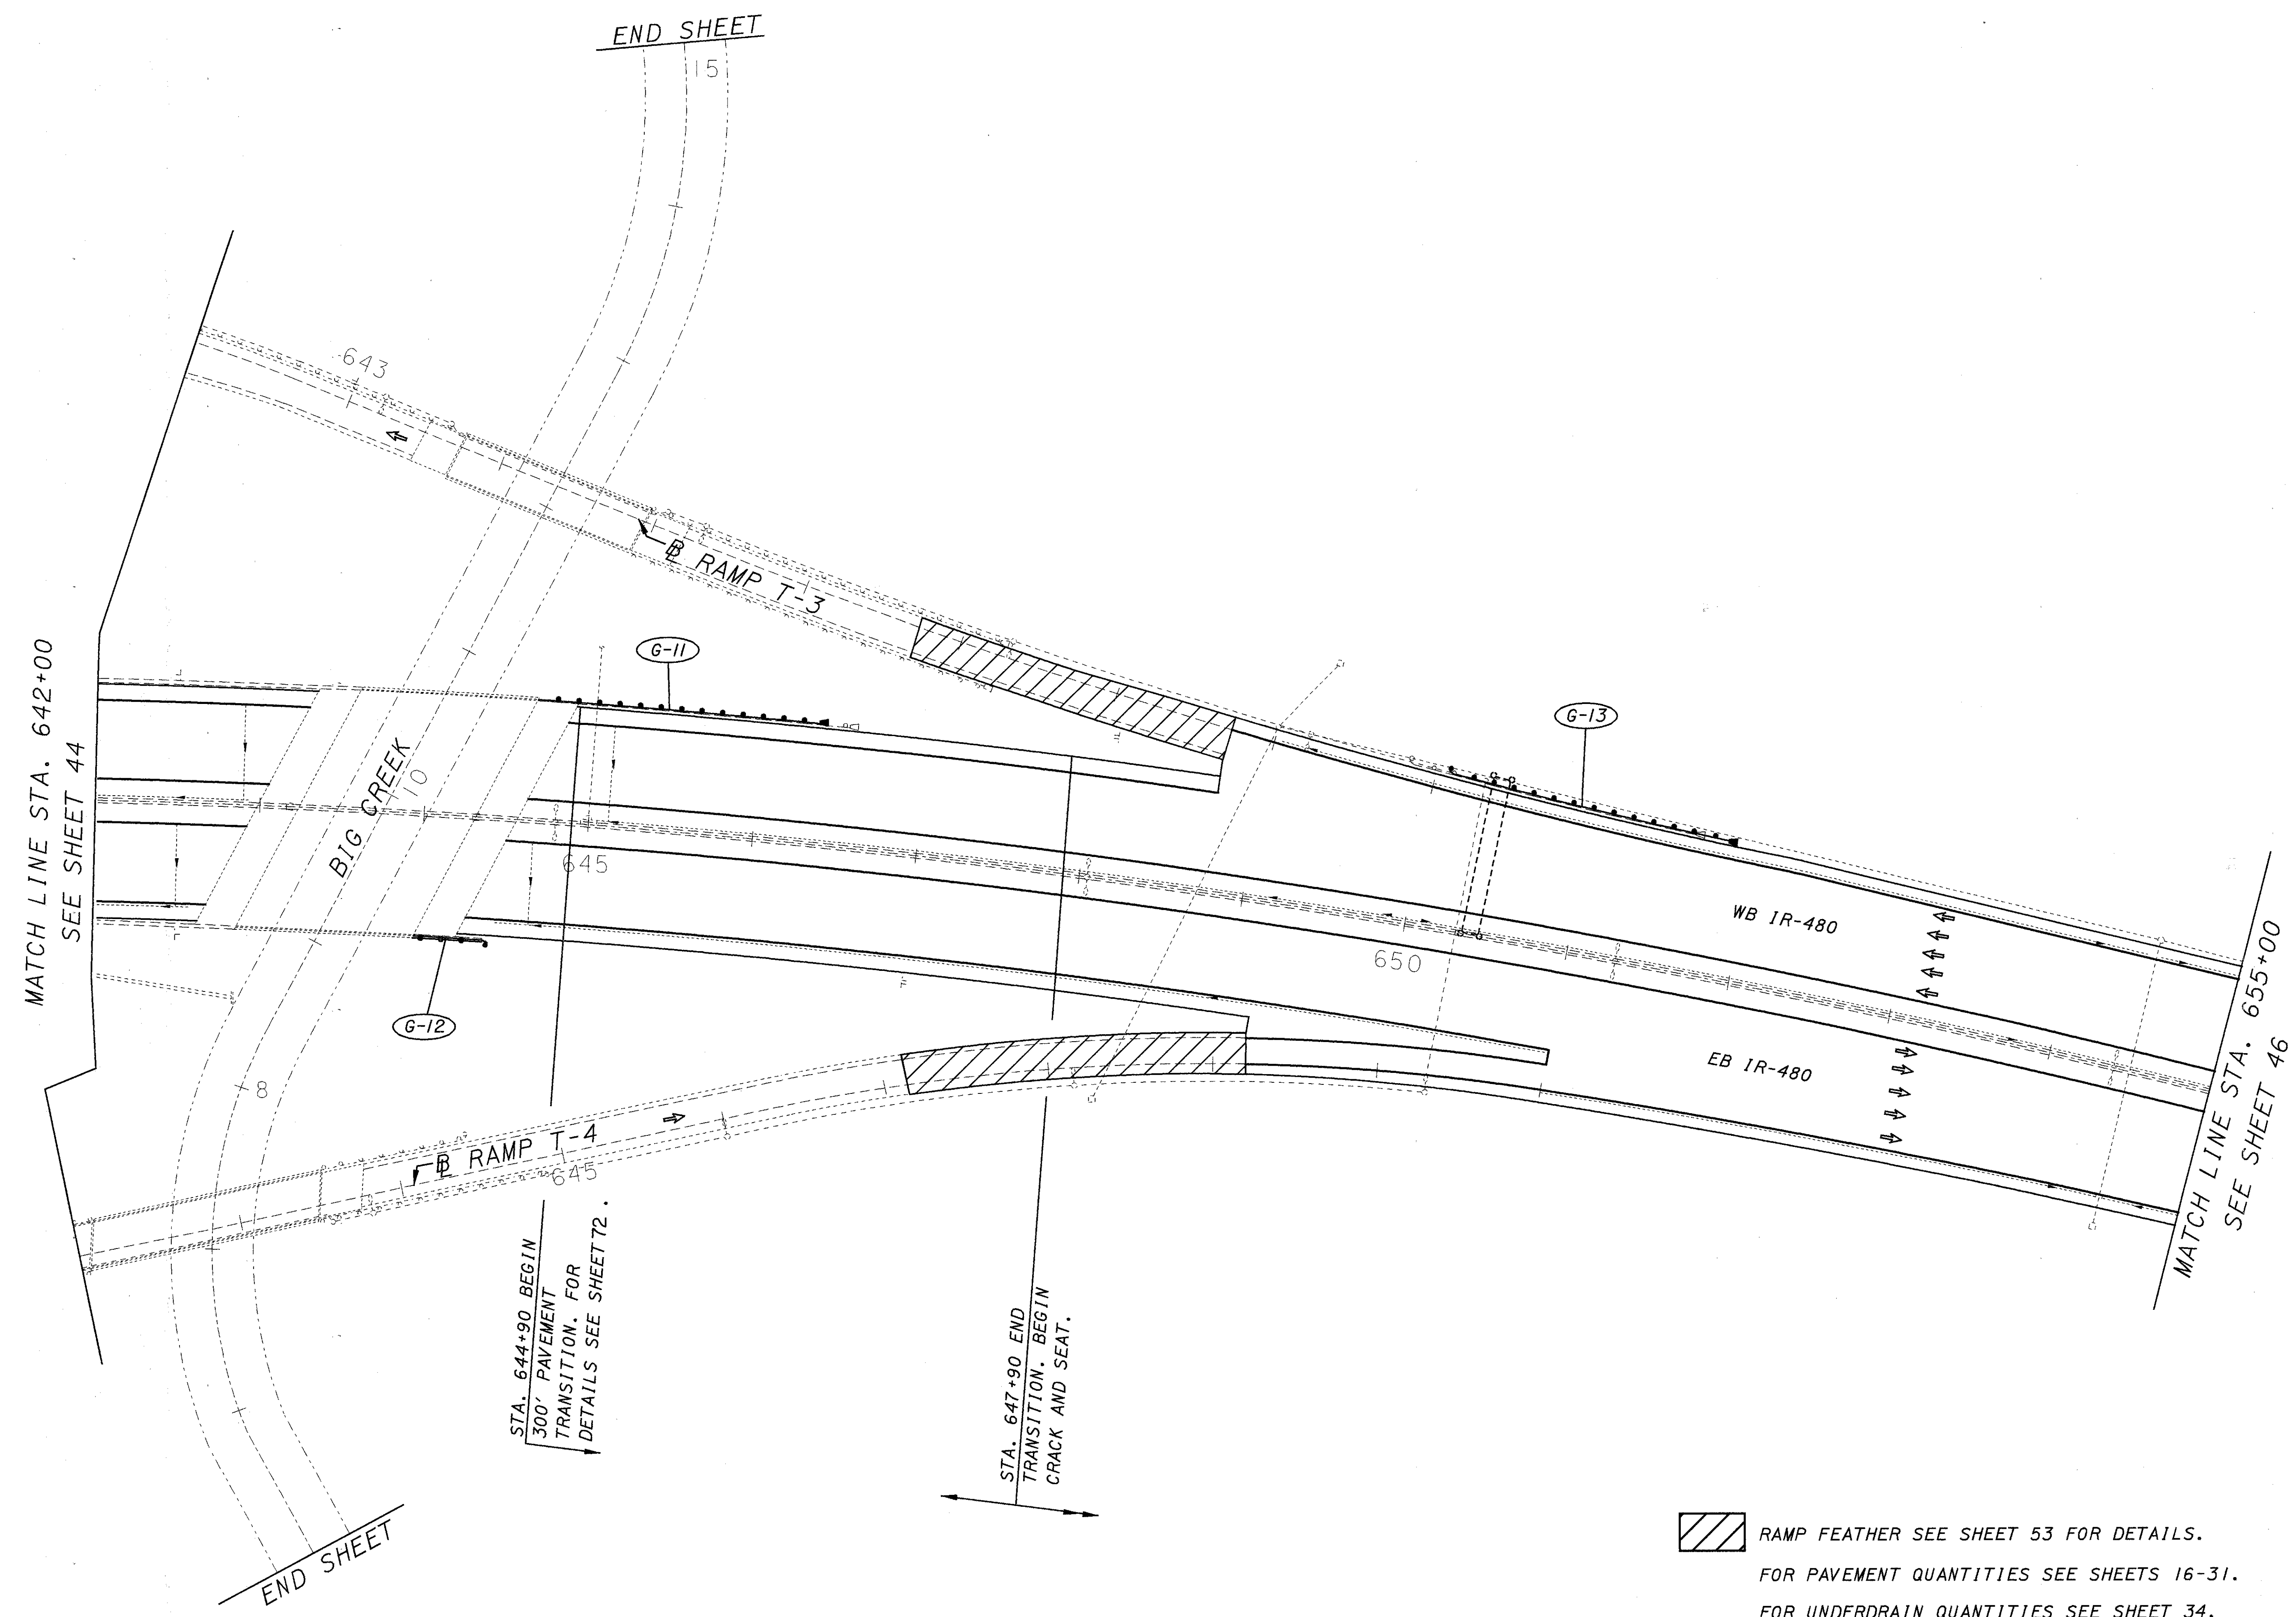 END SHEET
15
643
℄ RAMP T-3
G-11
G-13
MATCH LINE STA. 642+00
SEE SHEET 44
BIG CREEK
10
645
650
WB IR-480
EB IR-480
G-12
8
℄ RAMP T-4
645
MATCH LINE STA. 655+00
SEE SHEET 46
STA. 644+90 BEGIN
300' PAVEMENT
TRANSITION. FOR
DETAILS SEE SHEET 72.
STA. 647+90 END
TRANSITION. BEGIN
CRACK AND SEAT.
END SHEET
RAMP FEATHER SEE SHEET 53 FOR DETAILS.
FOR PAVEMENT QUANTITIES SEE SHEETS 16-31.
FOR UNDERDRAIN QUANTITIES SEE SHEET 34.